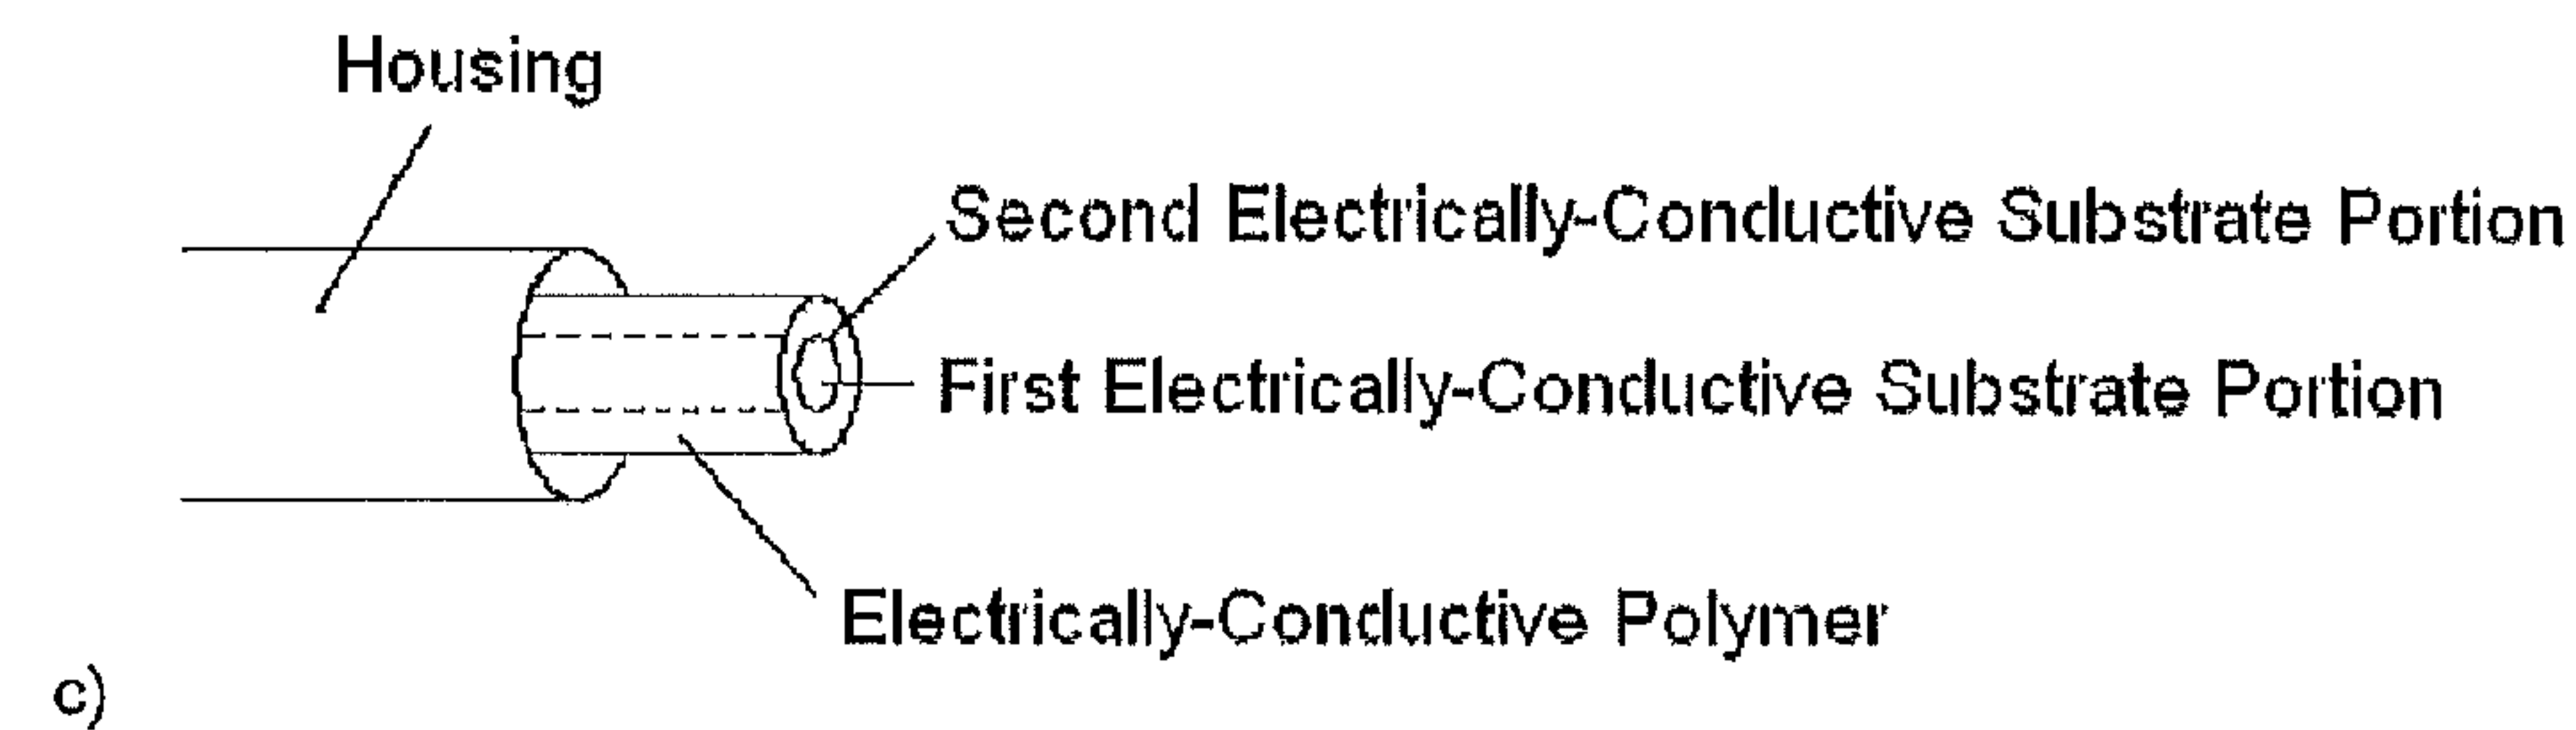 Housing
Second Electrically-Conductive Substrate Portion
First Electrically-Conductive Substrate Portion
Electrically-Conductive Polymer
c)